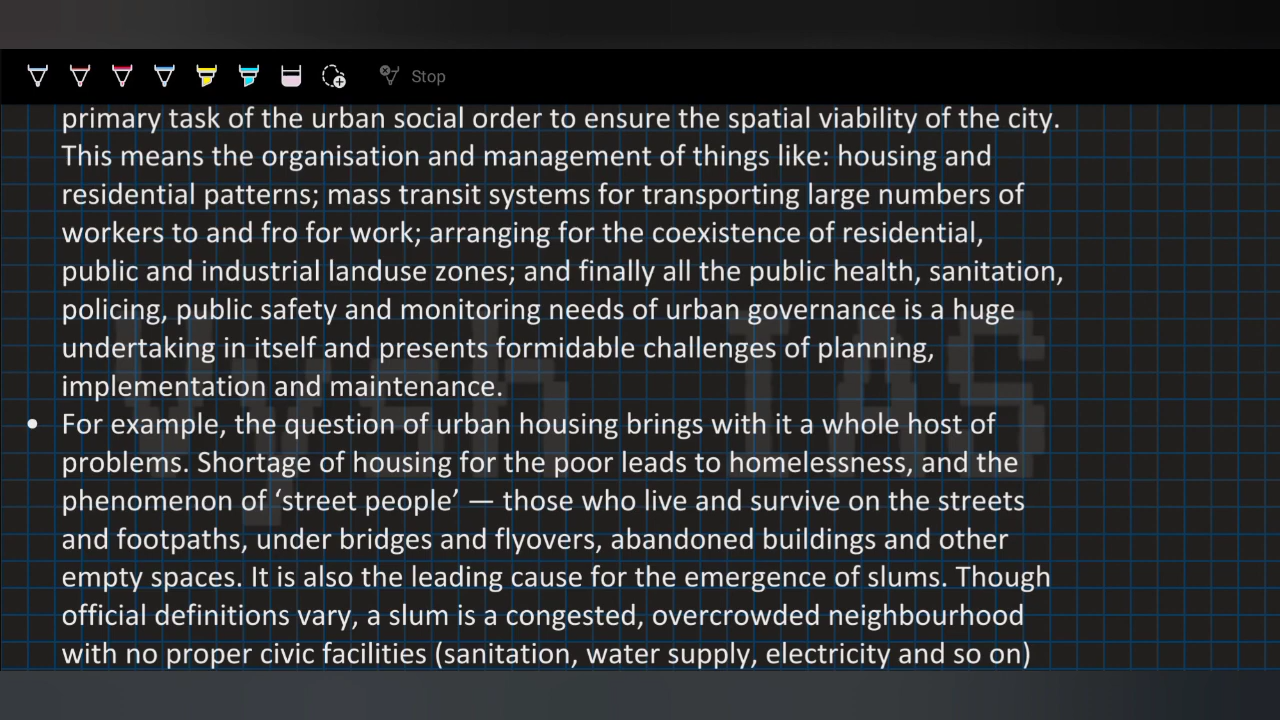 Stop
primary task of the urban social order to ensure the spatial viability of the city.
This means the organisation and management of things like: housing and
residential patterns; mass transit systems for transporting large numbers of
workers to and fro for work; arranging for the coexistence of residential,
public and industrial landuse zones; and finally all the public health, sanitation,
policing, public safety and monitoring needs of urban governance is a huge
undertaking in itself and presents formidable challenges of planning,
implementation and maintenance.
• For example, the question of urban housing brings with it a whole host of
problems. Shortage of housing for the poor leads to homelessness, and the
phenomenon of ‘street people’ — those who live and survive on the streets
and footpaths, under bridges and flyovers, abandoned buildings and other
empty spaces. It is also the leading cause for the emergence of slums. Though
official definitions vary, a slum is a congested, overcrowded neighbourhood
with no proper civic facilities (sanitation, water supply, electricity and so on)
IAS